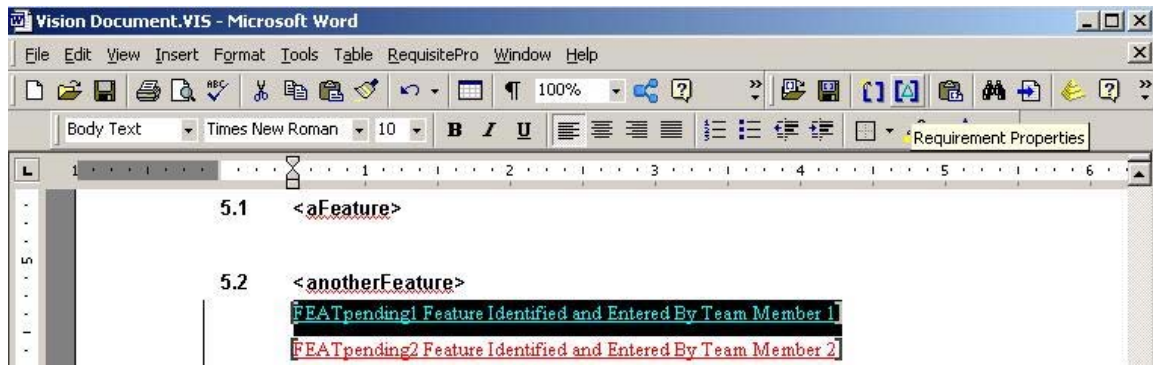 Vision Document.VIS - Microsoft Word
File Edit View Insert Format Tools Table RequisitePro Window Help
100%
Body Text Times New Roman 10 B I U
Requirement Properties
1 1 2 3 4 5 6
5.1 <aFeature>
5
5.2 <anotherFeature>
[FEATpending1 Feature Identified and Entered By Team Member 1]
[FEATpending2 Feature Identified and Entered By Team Member 2]